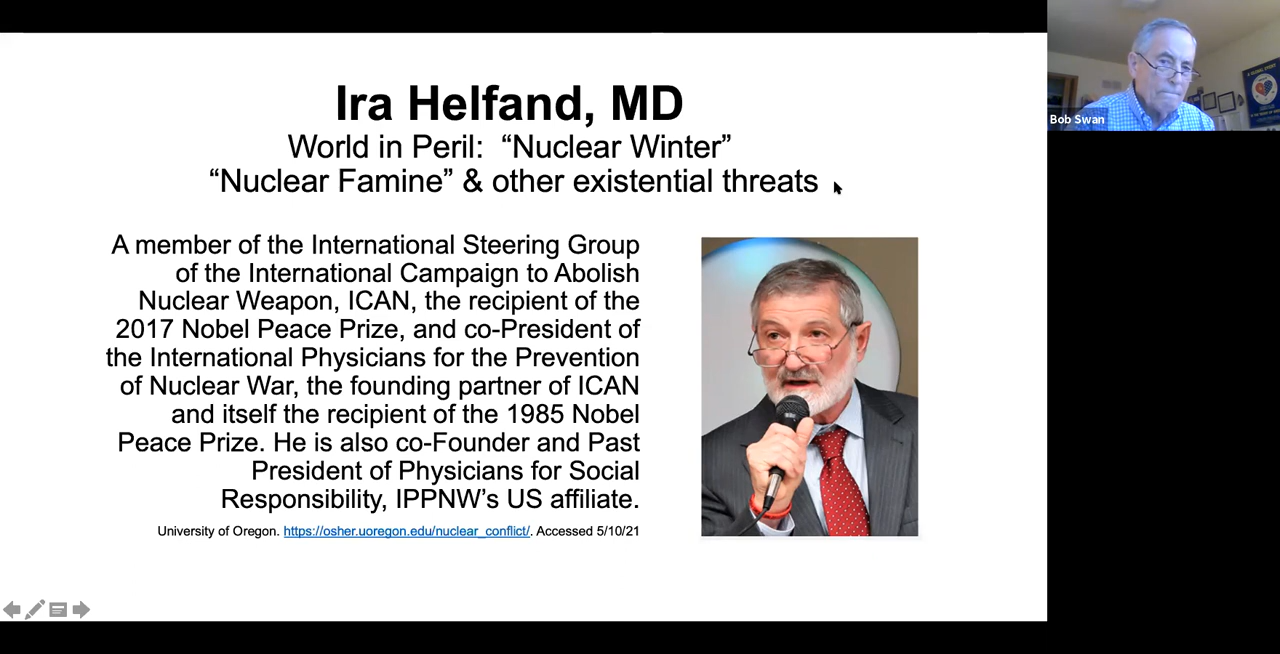 Ira Helfand, MD
World in Peril:  “Nuclear Winter”
“Nuclear Famine” & other existential threats
A member of the International Steering Group
of the International Campaign to Abolish
Nuclear Weapon, ICAN, the recipient of the
2017 Nobel Peace Prize, and co-President of
the International Physicians for the Prevention
of Nuclear War, the founding partner of ICAN
and itself the recipient of the 1985 Nobel
Peace Prize. He is also co-Founder and Past
President of Physicians for Social
Responsibility, IPPNW’s US affiliate.
University of Oregon. https://osher.uoregon.edu/nuclear_conflict/. Accessed 5/10/21
Bob Swan